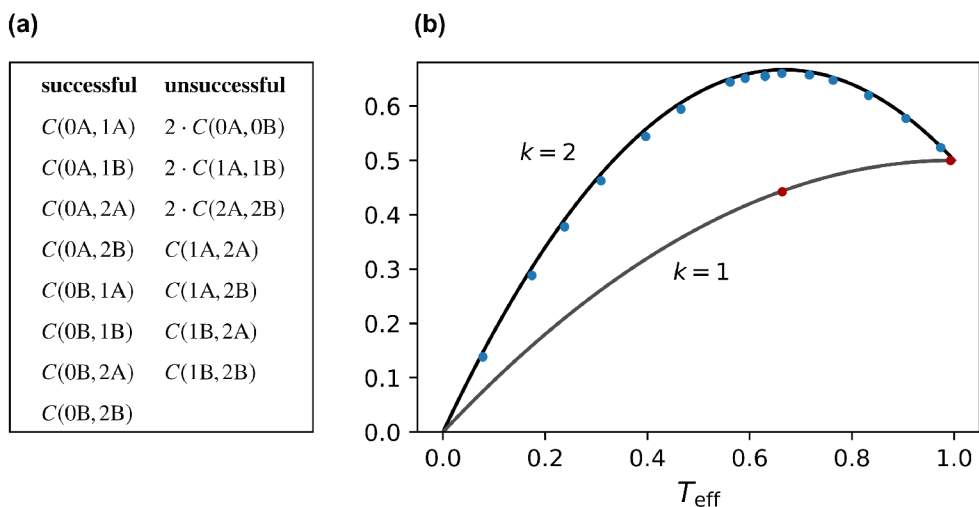 (a)
successful unsuccessful
C(0A, 1A) 2 · C(0A, 0B)
C(0A, 1B) 2 · C(1A, 1B)
C(0A, 2A) 2 · C(2A, 2B)
C(0A, 2B) C(1A, 2A)
C(0B, 1A) C(1A, 2B)
C(0B, 1B) C(1B, 2A)
C(0B, 2A) C(1B, 2B)
C(0B, 2B)
(b)
0.6
0.5
0.4
0.3
0.2
0.1
0.0
k = 2
k = 1
0.0 0.2 0.4 0.6 0.8 1.0
T_eff